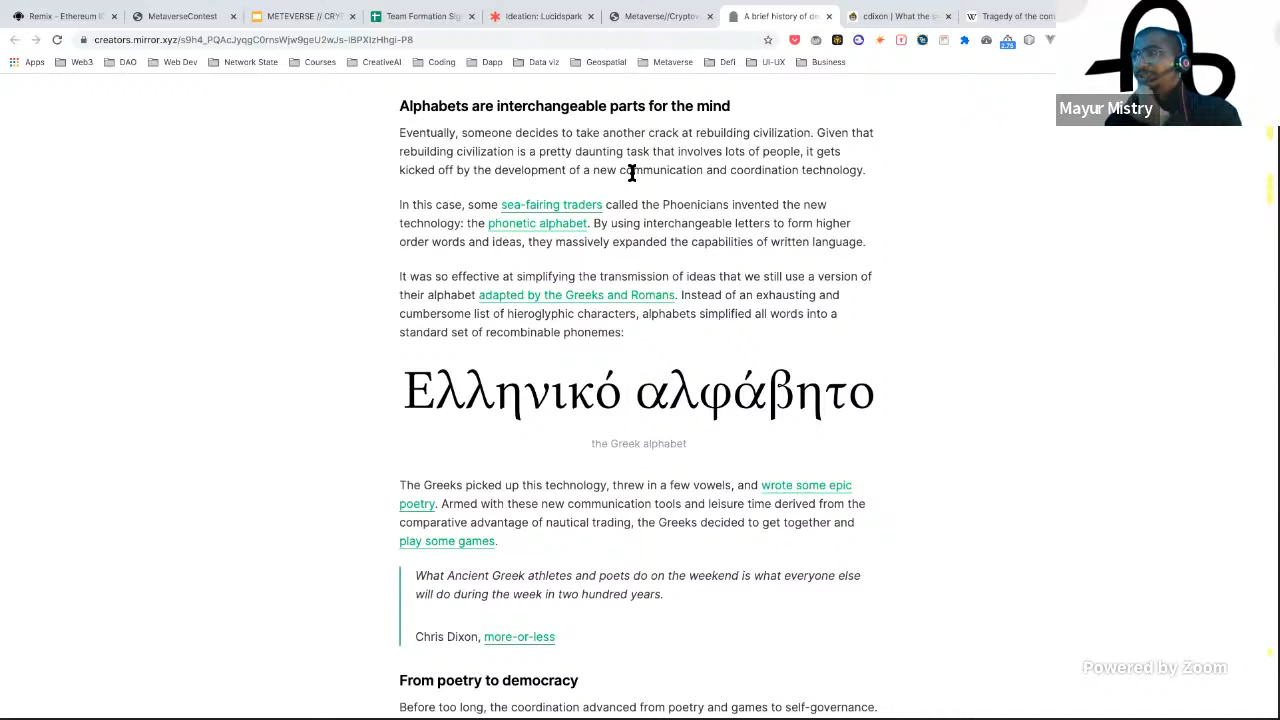 Remix - Ethereum I
MetaverseContest
METEVERSE // CRYE
Team Formation Signe
Ideation: Lucidspark
Metaverse//Cryptov
A brief history of de
cdixon | What the s
Tragedy of the com
creators.mirror.xyz/s9h4_PQAcJyqgC0rnsWjw9geU2wJs-IBPXIzHhgi-P8
2.75
Apps
Web3
DAO
Web Dev
Network State
Courses
CreativeAI
Coding
Dapp
Data viz
Geospatial
Metaverse
Defi
UI-UX
Business
Mayur Mistry
Alphabets are interchangeable parts for the mind
Eventually, someone decides to take another crack at rebuilding civilization. Given that
rebuilding civilization is a pretty daunting task that involves lots of people, it gets
kicked off by the development of a new communication and coordination technology.
In this case, some sea-fairing traders called the Phoenicians invented the new
technology: the phonetic alphabet. By using interchangeable letters to form higher
order words and ideas, they massively expanded the capabilities of written language.
It was so effective at simplifying the transmission of ideas that we still use a version of
their alphabet adapted by the Greeks and Romans. Instead of an exhausting and
cumbersome list of hieroglyphic characters, alphabets simplified all words into a
standard set of recombinable phonemes:
Ελληνικό αλφάβητο
the Greek alphabet
The Greeks picked up this technology, threw in a few vowels, and wrote some epic
poetry. Armed with these new communication tools and leisure time derived from the
comparative advantage of nautical trading, the Greeks decided to get together and
play some games.
What Ancient Greek athletes and poets do on the weekend is what everyone else
will do during the week in two hundred years.
Chris Dixon, more-or-less
From poetry to democracy
Before too long, the coordination advanced from poetry and games to self-governance.
Powered by Zoom